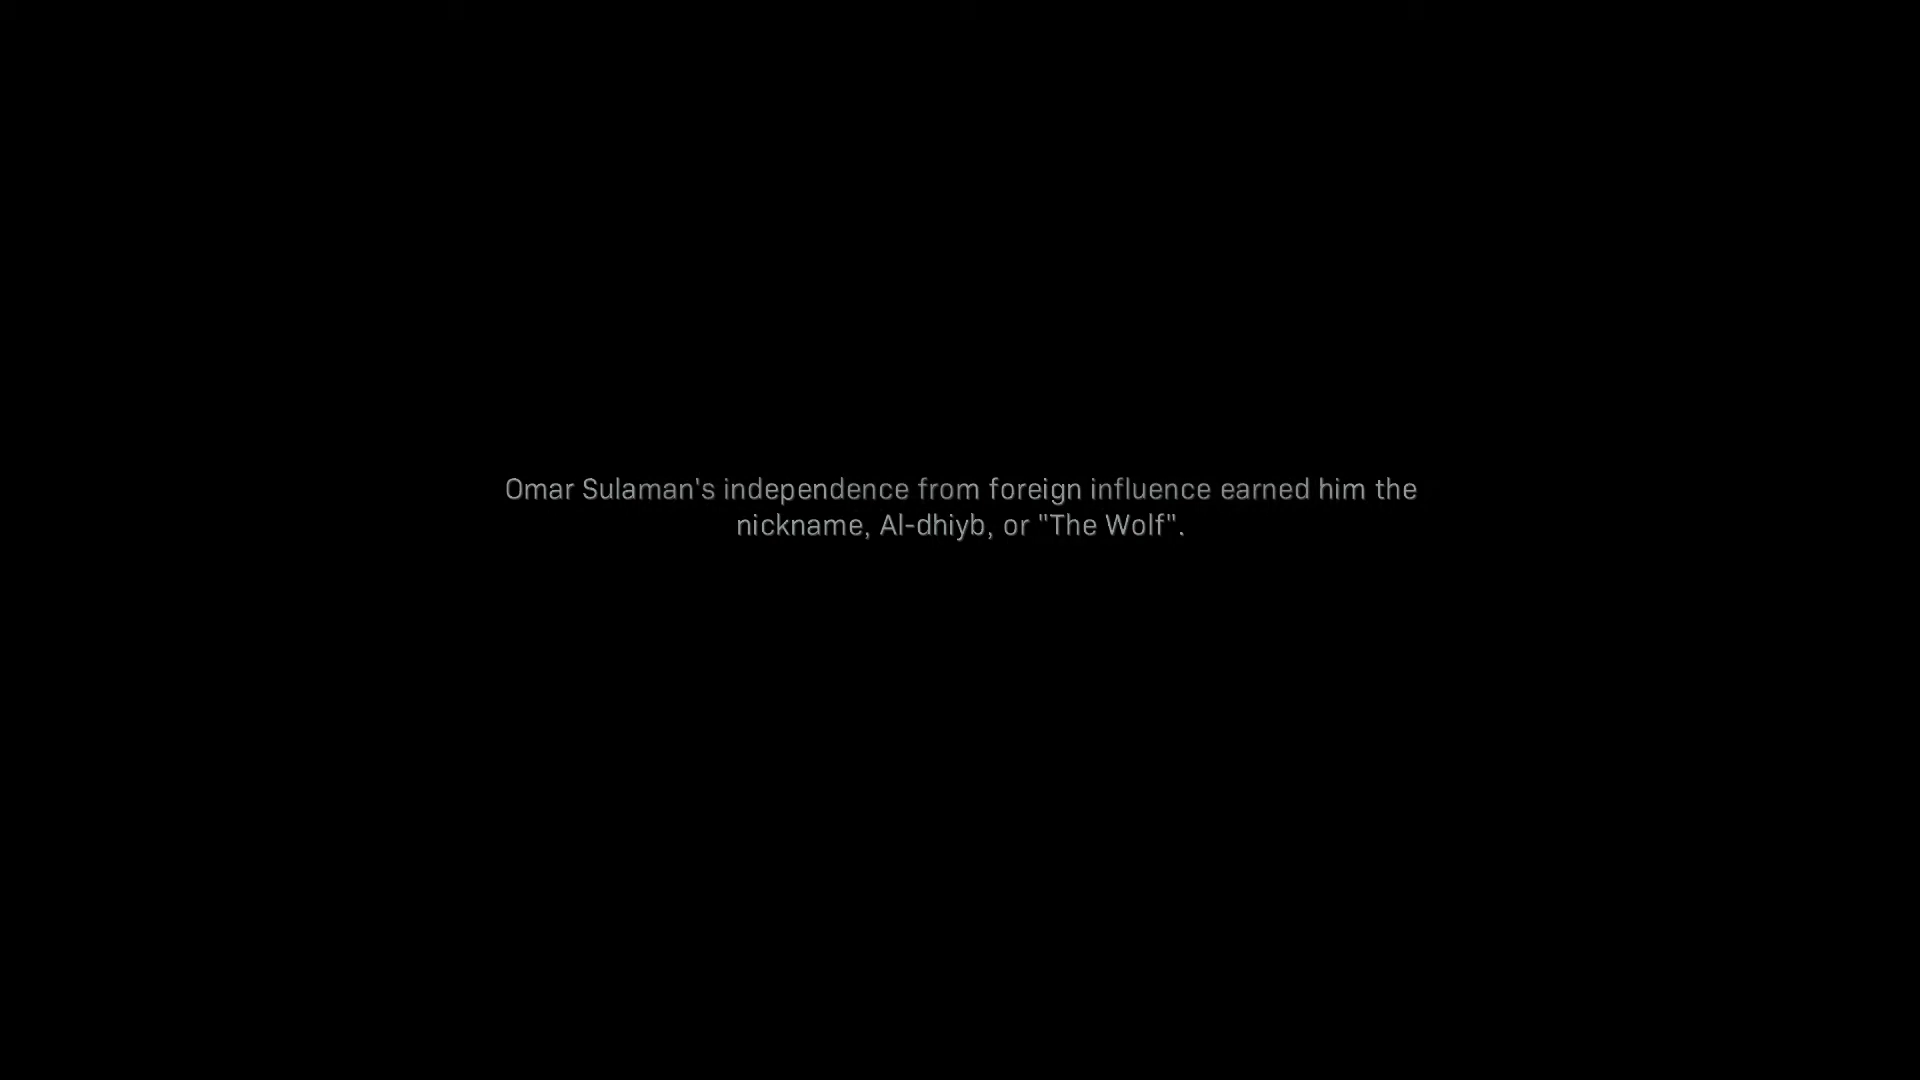 Omar Sulaman's independence from foreign influence earned him the
nickname, Al-dhiyb, or "The Wolf".